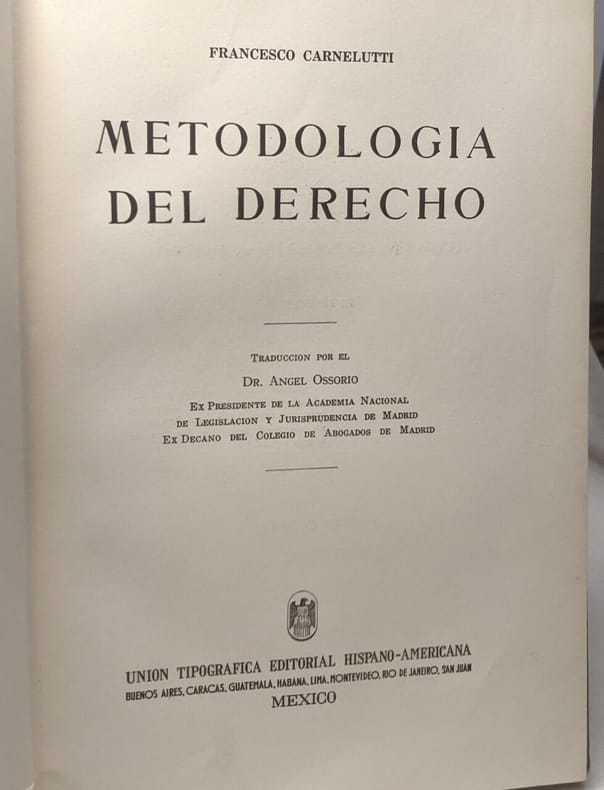 FRANCESCO CARNELUTTI
METODOLOGIA
DEL DERECHO
TRADUCCION POR EL
DR. ANGEL OSSORIO
EX PRESIDENTE DE LA ACADEMIA NACIONAL
DE LEGISLACION Y JURISPRUDENCIA DE MADRID
EX DECANO DEL COLEGIO DE ABOGADOS DE MADRID
UNION TIPOGRAFICA EDITORIAL HISPANO-AMERICANA
BUENOS AIRES, CARACAS, GUATEMALA, HABANA, LIMA, MONTEVIDEO, RIO DE JANEIRO, SAN JUAN
MEXICO